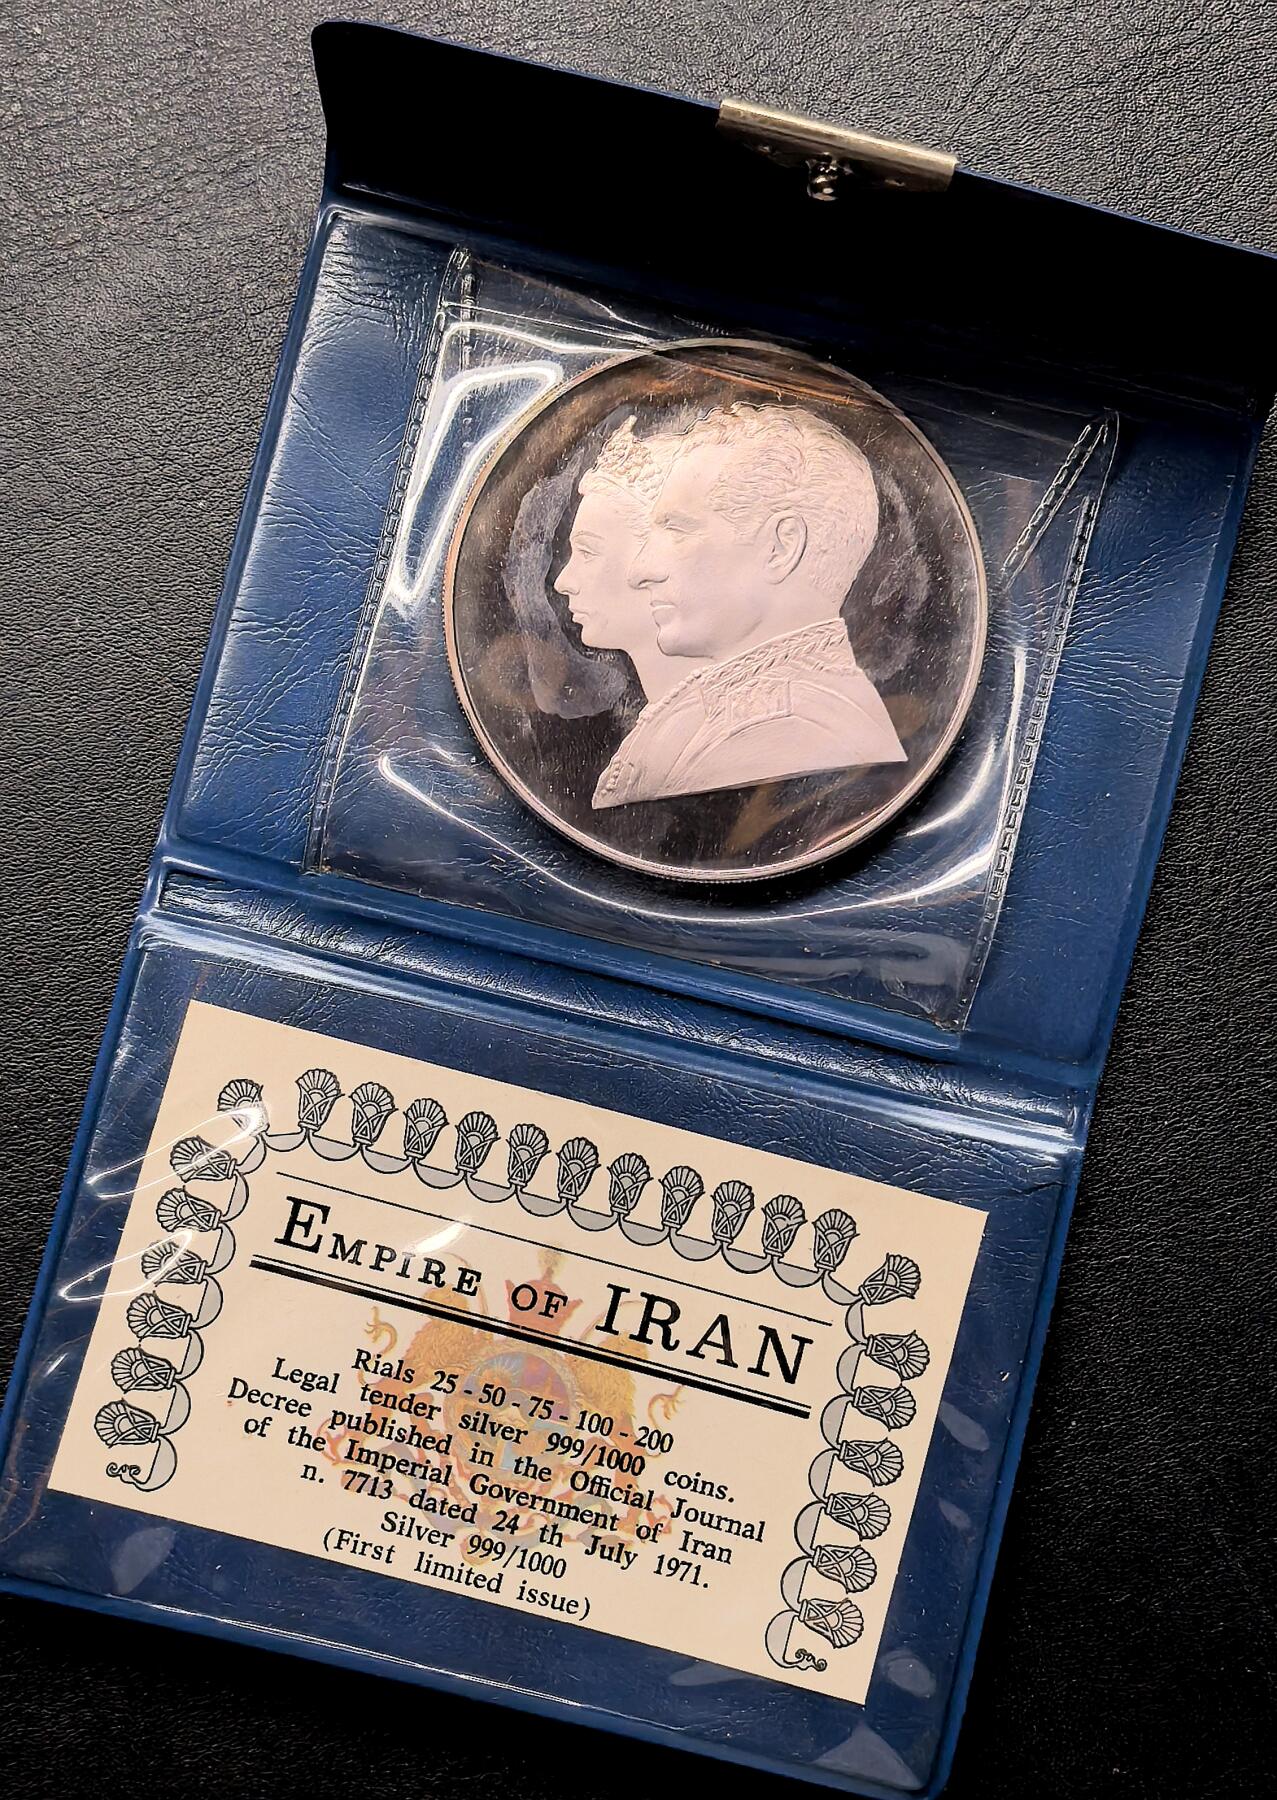 EMPIRE OF IRAN
Rials 25 - 50 - 75 - 100 - 200
Legal tender silver 999/1000 coins.
Decree published in the Official Journal
of the Imperial Government of Iran
n. 7713 dated 24 th July 1971.
Silver 999/1000
(First limited issue)